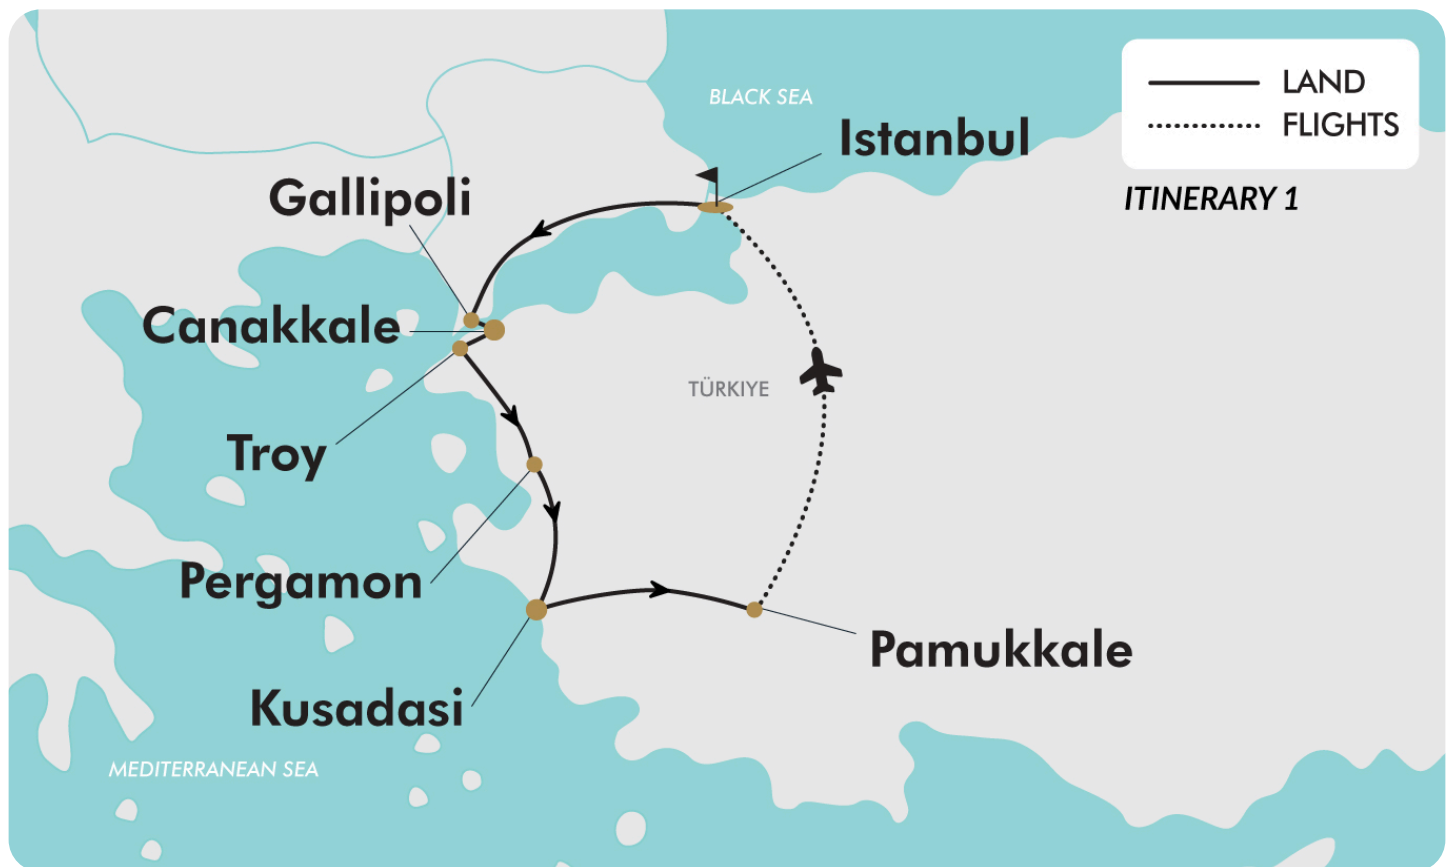 BLACK SEA
LAND
FLIGHTS
Istanbul
ITINERARY 1
Gallipoli
Canakkale
TÜRKIYE
Troy
Pergamon
Pamukkale
Kusadasi
MEDITERRANEAN SEA